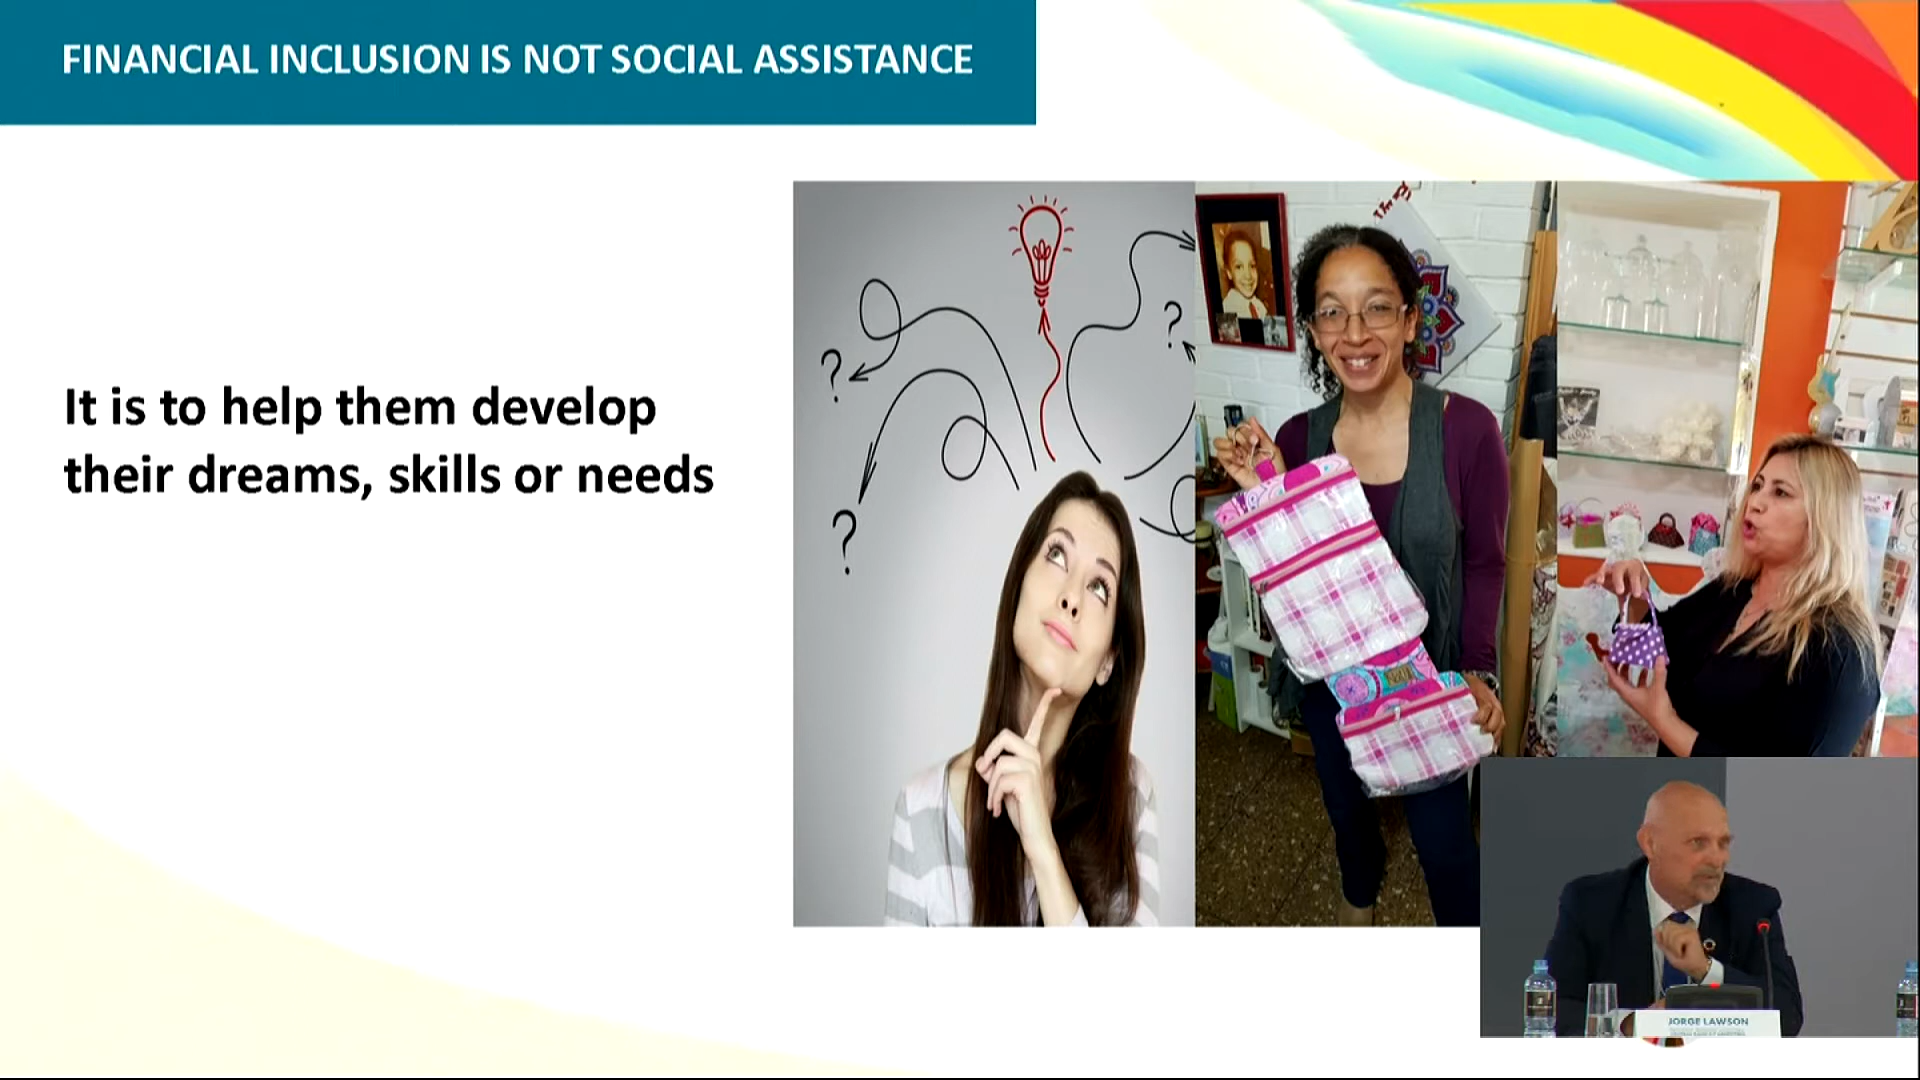 FINANCIAL INCLUSION IS NOT SOCIAL ASSISTANCE
It is to help them develop
their dreams, skills or needs
?
?
?
JORGE LAWSON